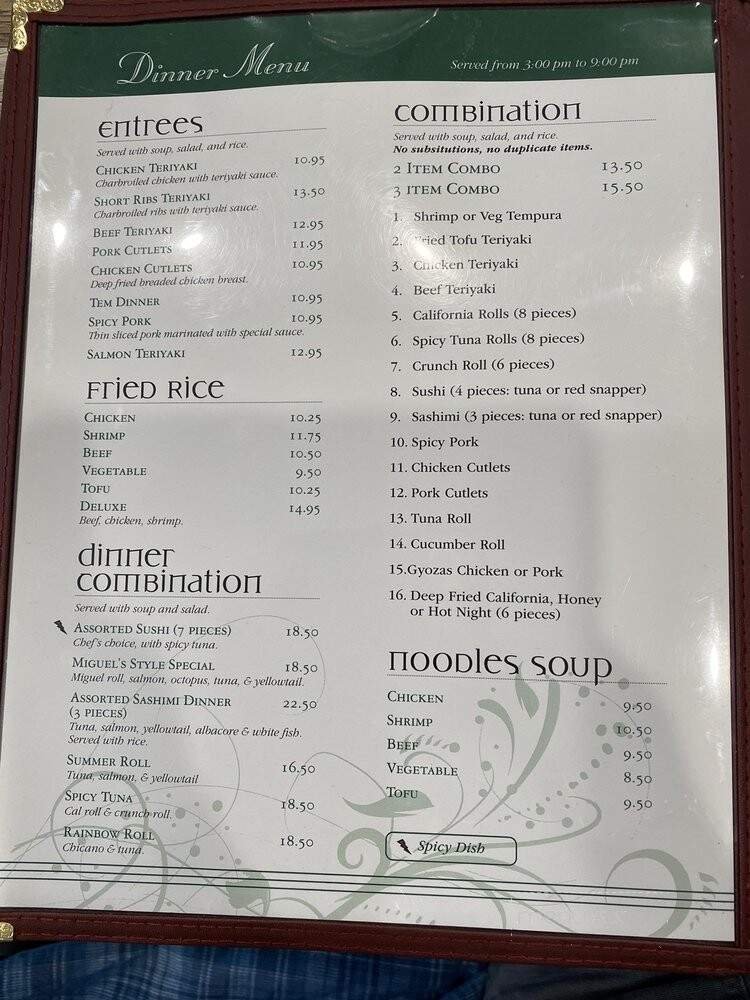 Dinner Menu
Served from 3:00 pm to 9:00 pm
Entrees
Served with soup, salad, and rice.
Chicken Teriyaki 10.95
Charbroiled chicken with teriyaki sauce.
Short Ribs Teriyaki 13.50
Charbroiled ribs with teriyaki sauce.
Beef Teriyaki 12.95
Pork Cutlets 11.95
Chicken Cutlets 10.95
Deep fried breaded chicken breast.
Tem Dinner 10.95
Spicy Pork 10.95
Thin sliced pork marinated with special sauce.
Salmon Teriyaki 12.95
Fried Rice
Chicken 10.25
Shrimp 11.75
Beef 10.50
Vegetable 9.50
Tofu 10.25
Deluxe 14.95
Beef, chicken, shrimp.
Dinner
Combination
Served with soup and salad.
Assorted Sushi (7 pieces) 18.50
Chef's choice, with spicy tuna.
Miguel's Style Special 18.50
Miguel roll, salmon, octopus, tuna, & yellowtail.
Assorted Sashimi Dinner 22.50
(3 pieces)
Tuna, salmon, yellowtail, albacore & white fish.
Served with rice.
Summer Roll 16.50
Tuna, salmon, & yellowtail
Spicy Tuna 18.50
Cal roll & crunch roll.
Rainbow Roll 18.50
Chicano & tuna.
Combination
Served with soup, salad, and rice.
No subsitutions, no duplicate items.
2 Item Combo 13.50
3 item Combo 15.50
1. Shrimp or Veg Tempura
2. Fried Tofu Teriyaki
3. Chicken Teriyaki
4. Beef Teriyaki
5. California Rolls (8 pieces)
6. Spicy Tuna Rolls (8 pieces)
7. Crunch Roll (6 pieces)
8. Sushi (4 pieces: tuna or red snapper)
9. Sashimi (3 pieces: tuna or red snapper)
10. Spicy Pork
11. Chicken Cutlets
12. Pork Cutlets
13. Tuna Roll
14. Cucumber Roll
15.Gyozas Chicken or Pork
16. Deep Fried California, Honey
or Hot Night (6 pieces)
Noodles Soup
Chicken 9.50
Shrimp 10.50
Beef 9.50
Vegetable 8.50
Tofu 9.50
Spicy Dish